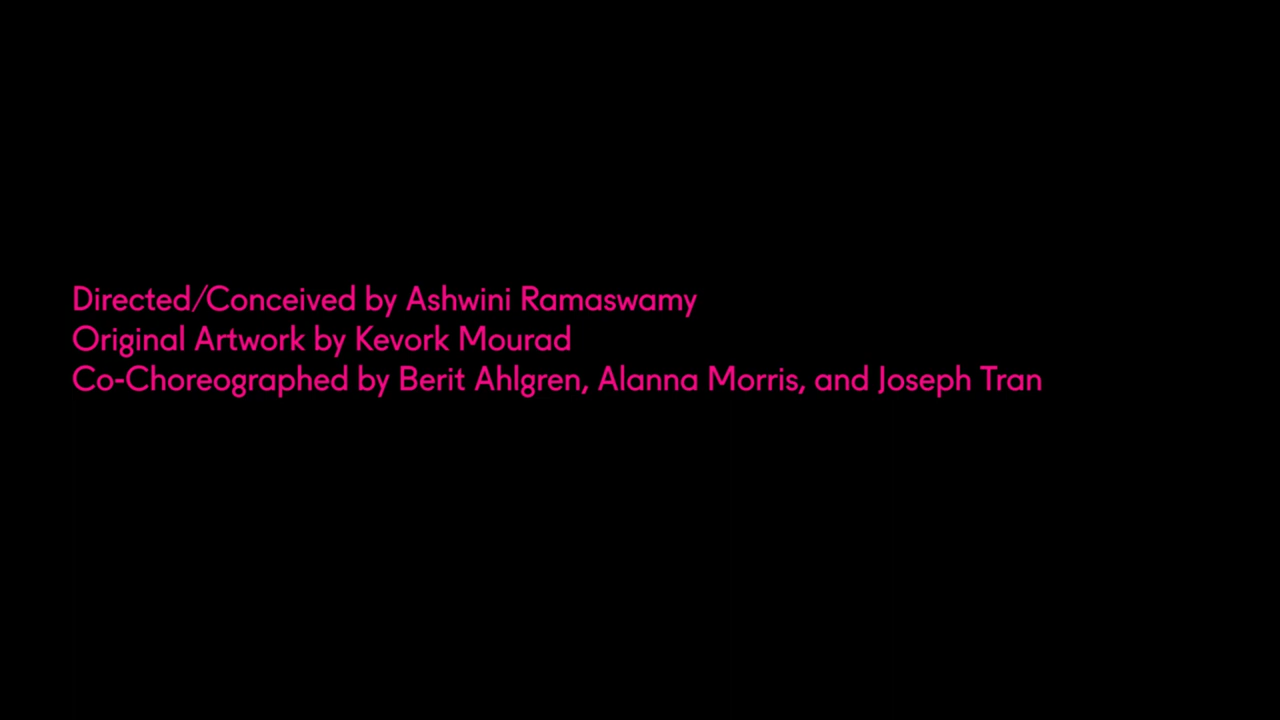 Directed/Conceived by Ashwini Ramaswamy
Original Artwork by Kevork Mourad
Co-Choreographed by Berit Ahlgren, Alanna Morris, and Joseph Tran